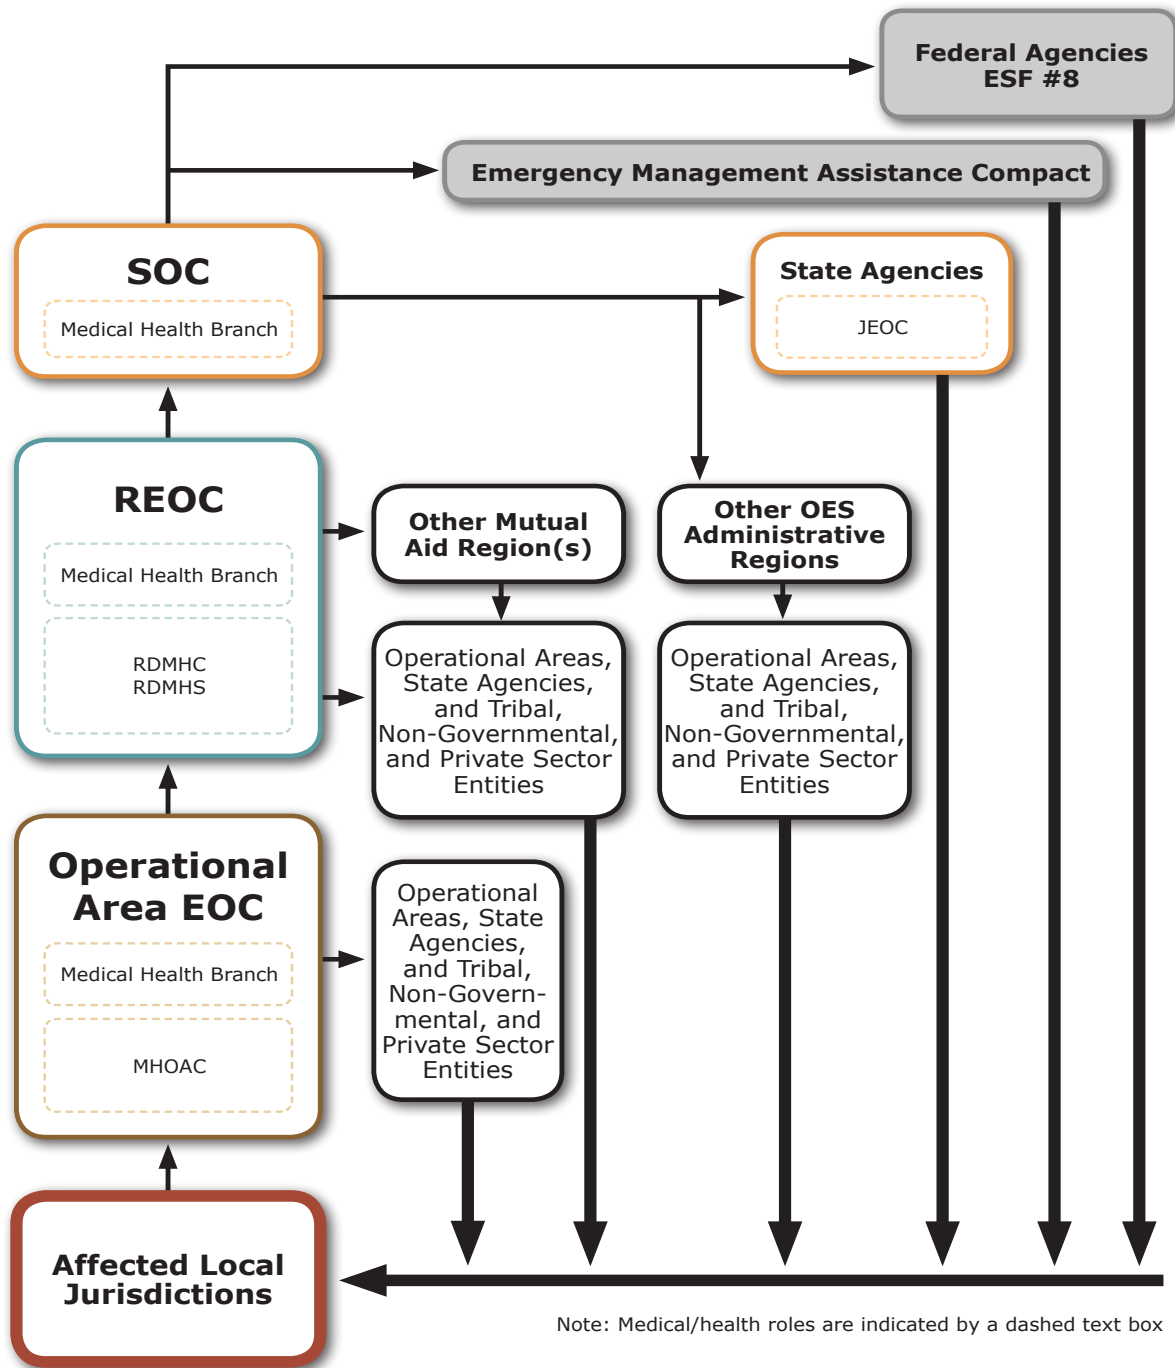 Federal Agencies
ESF #8
Emergency Management Assistance Compact
SOC
Medical Health Branch
State Agencies
JEOC
REOC
Medical Health Branch
RDMHC
RDMHS
Other Mutual
Aid Region(s)
Other OES
Administrative
Regions
Operational Areas,
State Agencies,
and Tribal,
Non-Governmental,
and Private Sector
Entities
Operational Areas,
State Agencies,
and Tribal,
Non-Governmental,
and Private Sector
Entities
Operational
Area EOC
Medical Health Branch
MHOAC
Operational
Areas, State
Agencies,
and Tribal,
Non-Govern-
mental, and
Private Sector
Entities
Affected Local
Jurisdictions
Note: Medical/health roles are indicated by a dashed text box